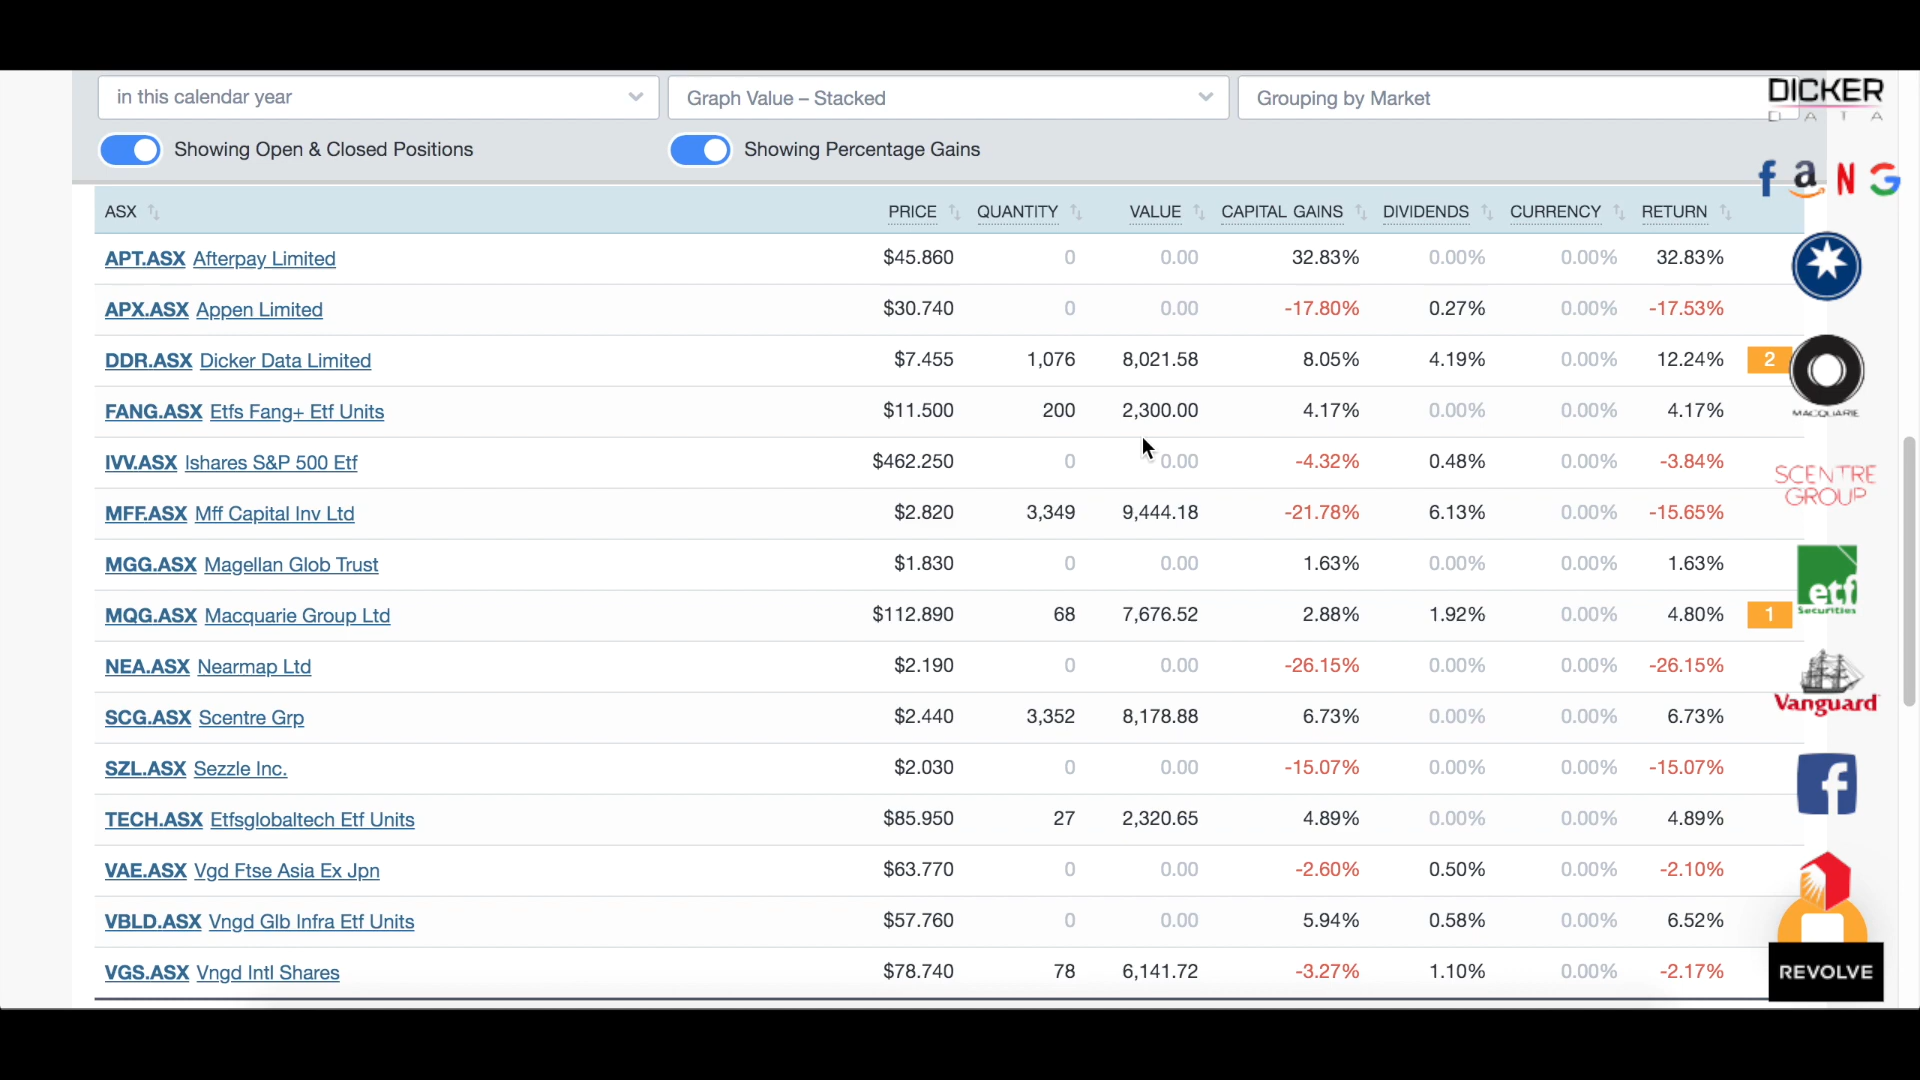 in this calendar year Graph Value – Stacked Grouping by Market
DICKER
DATA
Showing Open & Closed Positions Showing Percentage Gains
f a N G
ASX PRICE QUANTITY VALUE CAPITAL GAINS DIVIDENDS CURRENCY RETURN
APT.ASX Afterpay Limited $45.860 0 0.00 32.83% 0.00% 0.00% 32.83%
APX.ASX Appen Limited $30.740 0 0.00 -17.80% 0.27% 0.00% -17.53%
DDR.ASX Dicker Data Limited $7.455 1,076 8,021.58 8.05% 4.19% 0.00% 12.24% 2
FANG.ASX Etfs Fang+ Etf Units $11.500 200 2,300.00 4.17% 0.00% 0.00% 4.17%
MACQUARIE
IVV.ASX Ishares S&P 500 Etf $462.250 0 0.00 -4.32% 0.48% 0.00% -3.84%
SCENTRE
GROUP
MFF.ASX Mff Capital Inv Ltd $2.820 3,349 9,444.18 -21.78% 6.13% 0.00% -15.65%
MGG.ASX Magellan Glob Trust $1.830 0 0.00 1.63% 0.00% 0.00% 1.63%
etf
Securities
MQG.ASX Macquarie Group Ltd $112.890 68 7,676.52 2.88% 1.92% 0.00% 4.80% 1
NEA.ASX Nearmap Ltd $2.190 0 0.00 -26.15% 0.00% 0.00% -26.15%
Vanguard
SCG.ASX Scentre Grp $2.440 3,352 8,178.88 6.73% 0.00% 0.00% 6.73%
SZL.ASX Sezzle Inc. $2.030 0 0.00 -15.07% 0.00% 0.00% -15.07%
f
TECH.ASX Etfsglobaltech Etf Units $85.950 27 2,320.65 4.89% 0.00% 0.00% 4.89%
VAE.ASX Vgd Ftse Asia Ex Jpn $63.770 0 0.00 -2.60% 0.50% 0.00% -2.10%
VBLD.ASX Vngd Glb Infra Etf Units $57.760 0 0.00 5.94% 0.58% 0.00% 6.52%
VGS.ASX Vngd Intl Shares $78.740 78 6,141.72 -3.27% 1.10% 0.00% -2.17%
REVOLVE